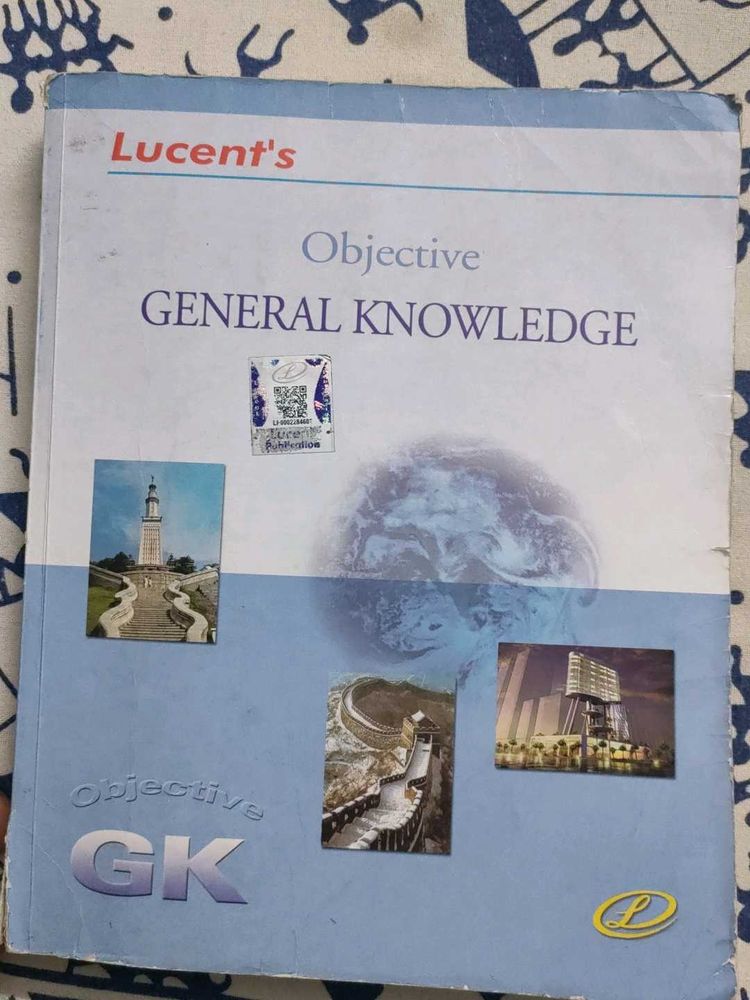 Lucent's
Objective
GENERAL KNOWLEDGE
Lucent
Publication
Objective
GK
L